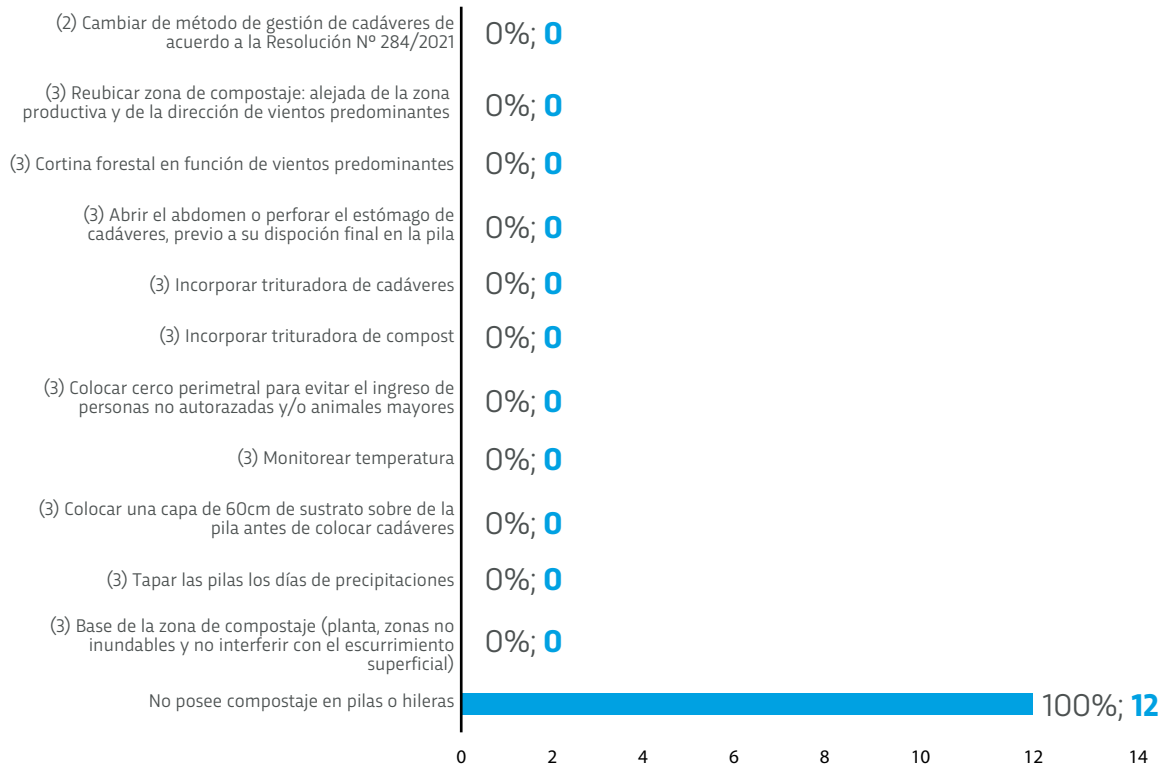 (2) Cambiar de método de gestión de cadáveres de
acuerdo a la Resolución Nº 284/2021
0%; 0
(3) Reubicar zona de compostaje: alejada de la zona
productiva y de la dirección de vientos predominantes
0%; 0
(3) Cortina forestal en función de vientos predominantes
0%; 0
(3) Abrir el abdomen o perforar el estómago de
cadáveres, previo a su dispoción final en la pila
0%; 0
(3) Incorporar trituradora de cadáveres
0%; 0
(3) Incorporar trituradora de compost
0%; 0
(3) Colocar cerco perimetral para evitar el ingreso de
personas no autorazadas y/o animales mayores
0%; 0
(3) Monitorear temperatura
0%; 0
(3) Colocar una capa de 60cm de sustrato sobre de la
pila antes de colocar cadáveres
0%; 0
(3) Tapar las pilas los días de precipitaciones
0%; 0
(3) Base de la zona de compostaje (planta, zonas no
inundables y no interferir con el escurrimiento
superficial)
0%; 0
No posee compostaje en pilas o hileras
100%; 12
0 2 4 6 8 10 12 14